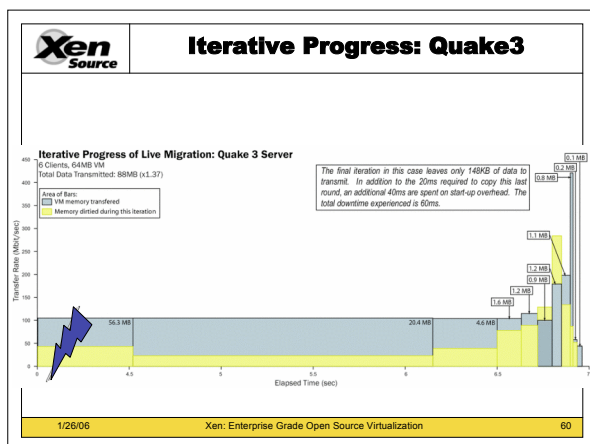 Xen
Source
Iterative Progress: Quake3
Iterative Progress of Live Migration: Quake 3 Server
6 Clients, 64MB VM
Total Data Transmitted: 88MB (x1.37)
Area of Bars:
VM memory transfered
Memory dirtied during this iteration
The final iteration in this case leaves only 148KB of data to
transmit. In addition to the 20ms required to copy this last
round, an additional 40ms are spent on start-up overhead. The
total downtime experienced is 60ms.
0.1 MB
0.2 MB
0.8 MB
1.1 MB
1.2 MB
0.9 MB
1.2 MB
1.6 MB
56.3 MB
20.4 MB
4.6 MB
Transfer Rate (Mbit/sec)
450
400
350
300
250
200
150
100
50
0
0
4.5
5
5.5
6
6.5
7
Elapsed Time (sec)
1/26/06
Xen: Enterprise Grade Open Source Virtualization
60